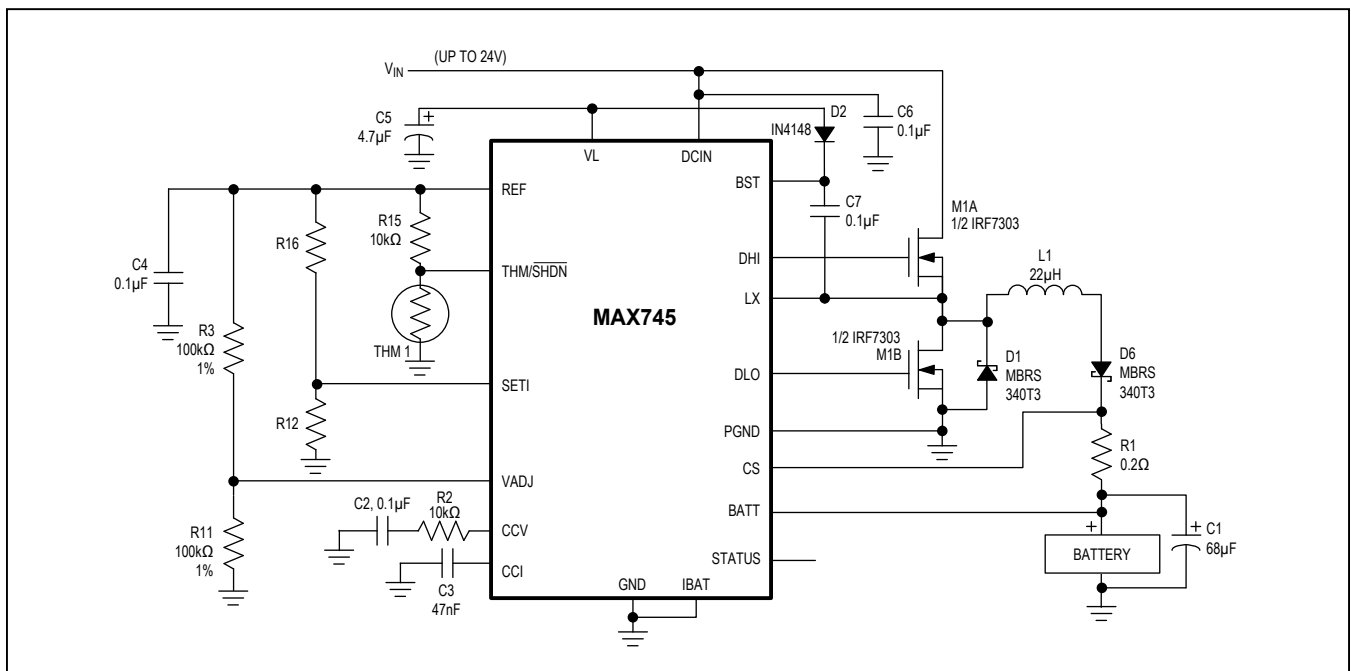 (UP TO 24V)
VIN
C5
4.7µF
+
D2
IN4148
C6
0.1µF
VL
DCIN
REF
BST
C7
0.1µF
M1A
1/2 IRF7303
R15
10kΩ
R16
C4
0.1µF
THM/SHDN
DHI
L1
22µH
LX
MAX745
R3
100kΩ
1%
THM 1
1/2 IRF7303
M1B
D1
MBRS
340T3
D6
MBRS
340T3
SETI
DLO
R12
PGND
R1
0.2Ω
CS
VADJ
C2, 0.1µF
R2
10kΩ
BATT
R11
100kΩ
1%
CCV
+
+
C1
68µF
BATTERY
STATUS
CCI
C3
47nF
GND
IBAT